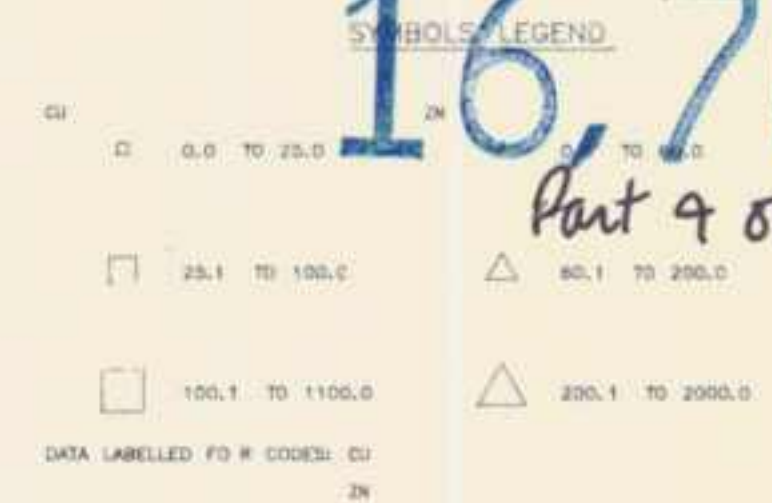 SYMBOLS LEGEND
16,7
CU ZN
0.0 TO 25.0 TO
Part 4
25.1 TO 100.0 60.1 TO 200.0
100.1 TO 1100.0 200.1 TO 2000.0
DATA LABELLED FO R CODES: CU
ZN